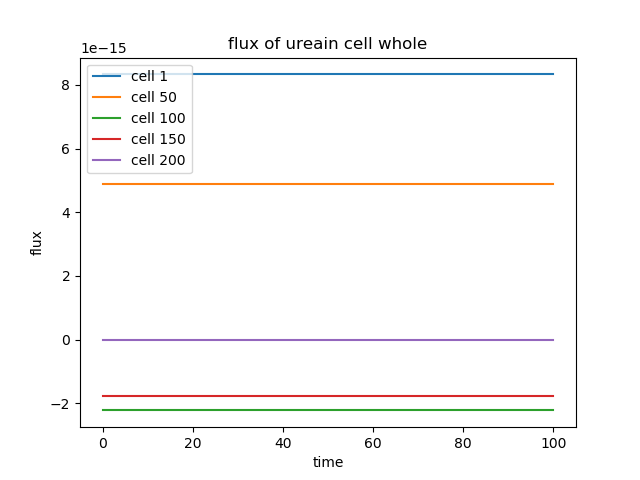 flux of ureain cell whole
1e−15
cell 1
cell 50
cell 100
cell 150
cell 200
8
6
4
2
0
−2
flux
0 20 40 60 80 100
time